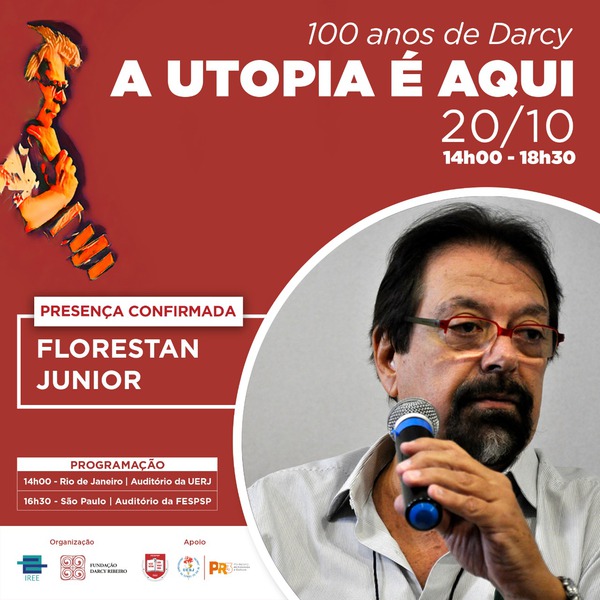 100 anos de Darcy
A UTOPIA É AQUI
20/10
14h00 - 18h30
PRESENÇA CONFIRMADA
FLORESTAN
JUNIOR
PROGRAMAÇÃO
14h00 - Rio de Janeiro | Auditório da UERJ
16h30 - São Paulo | Auditório da FESPSP
Organização
Apoio
IREE
FUNDAÇÃO
DARCY RIBEIRO
UERJ
PR